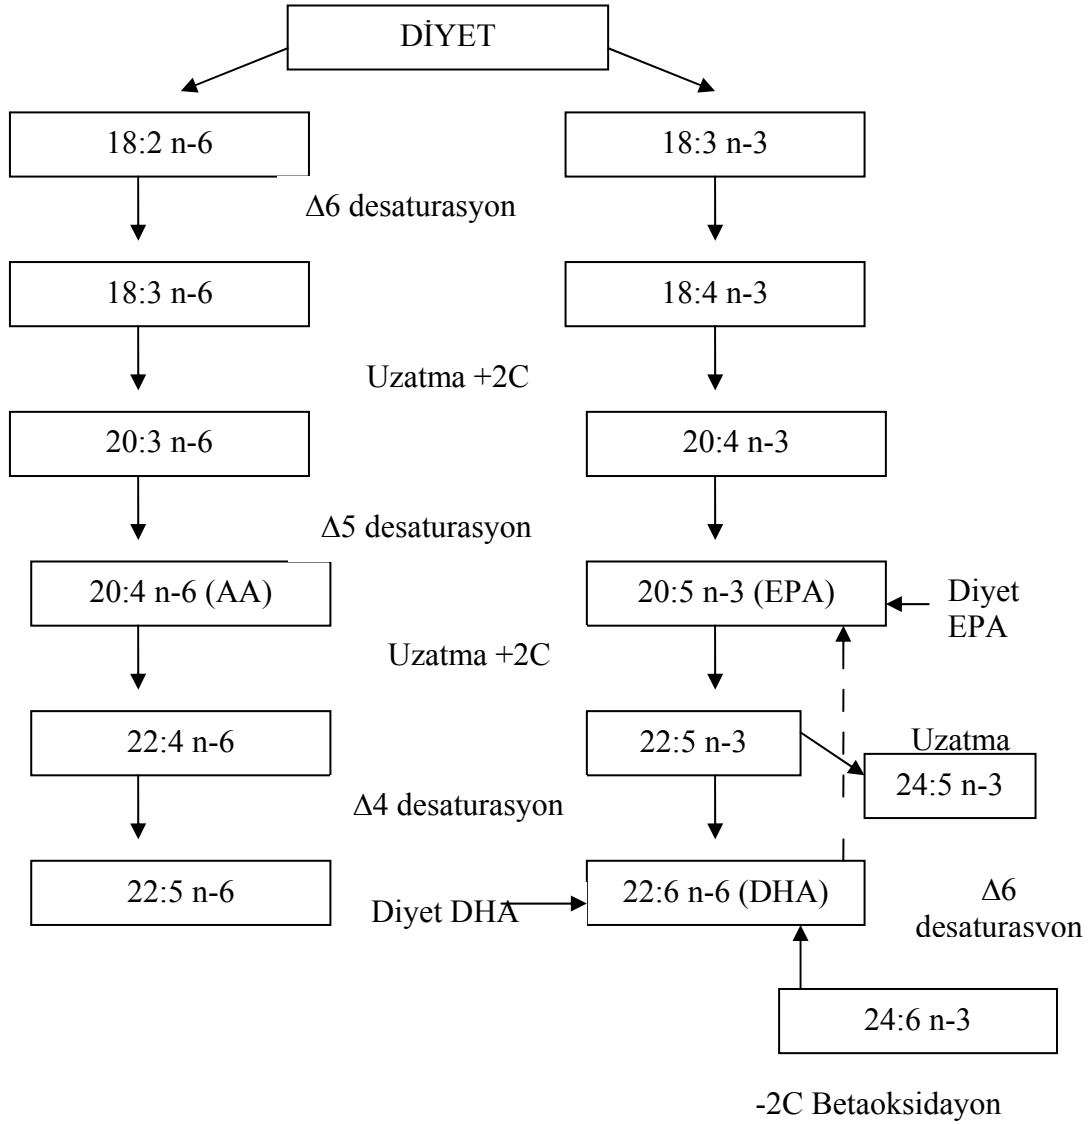 DİYET
18:2 n-6
18:3 n-3
Δ6 desaturasyon
18:3 n-6
18:4 n-3
Uzatma +2C
20:3 n-6
20:4 n-3
Δ5 desaturasyon
20:4 n-6 (AA)
20:5 n-3 (EPA)
Diyet
EPA
Uzatma +2C
22:4 n-6
22:5 n-3
Uzatma
24:5 n-3
Δ4 desaturasyon
22:5 n-6
Diyet DHA
22:6 n-6 (DHA)
Δ6
desaturasvon
24:6 n-3
-2C Betaoksidayon